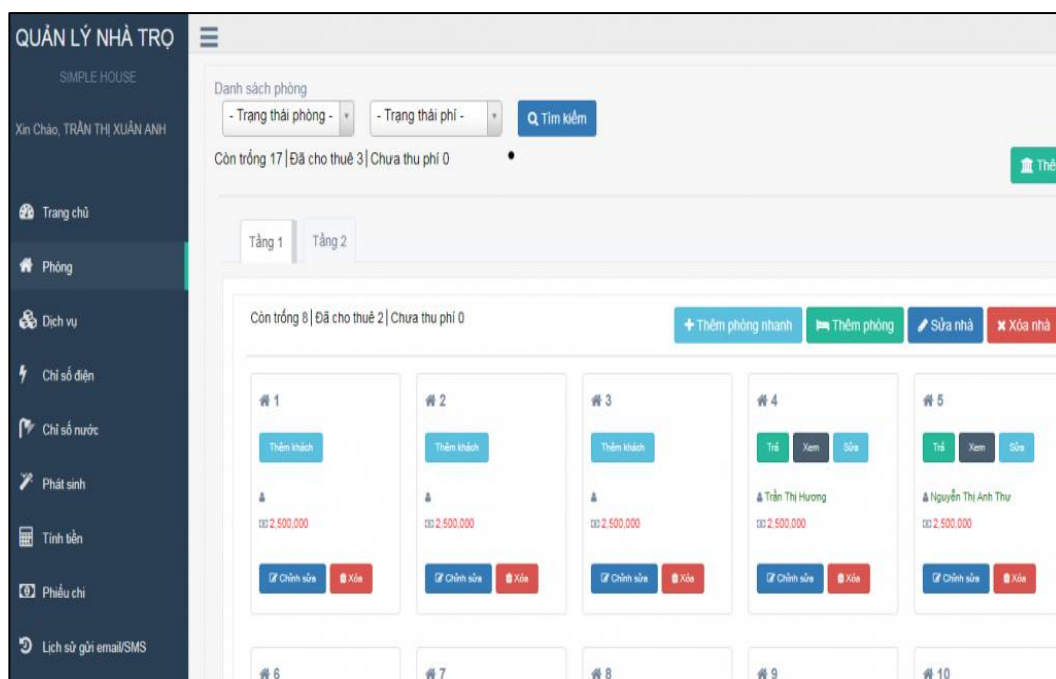 QUẢN LÝ NHÀ TRỌ
SIMPLE HOUSE
Xin Chào, TRẦN THỊ XUÂN ANH
Trang chủ
Phòng
Dịch vụ
Chỉ số điện
Chỉ số nước
Phát sinh
Tính tiền
Phiếu chi
Lịch sử gửi email/SMS
Danh sách phòng
- Trạng thái phòng - - Trạng thái phí - Tìm kiếm
Còn trống 17| Đã cho thuê 3| Chưa thu phí 0
Thê
Tầng 1 Tầng 2
Còn trống 8| Đã cho thuê 2| Chưa thu phí 0
Thêm phòng nhanh Thêm phòng Sửa nhà Xóa nhà
1 2 3 4 5
Thêm khách Thêm khách Thêm khách Trả Xem Sửa Trả Xem Sửa
Trần Thị Hương Nguyễn Thị Anh Thư
2,500,000 2,500,000 2,500,000 2,500,000 2,500,000
Chỉnh sửa Xóa Chỉnh sửa Xóa Chỉnh sửa Xóa Chỉnh sửa Xóa Chỉnh sửa Xóa
6 7 8 9 10